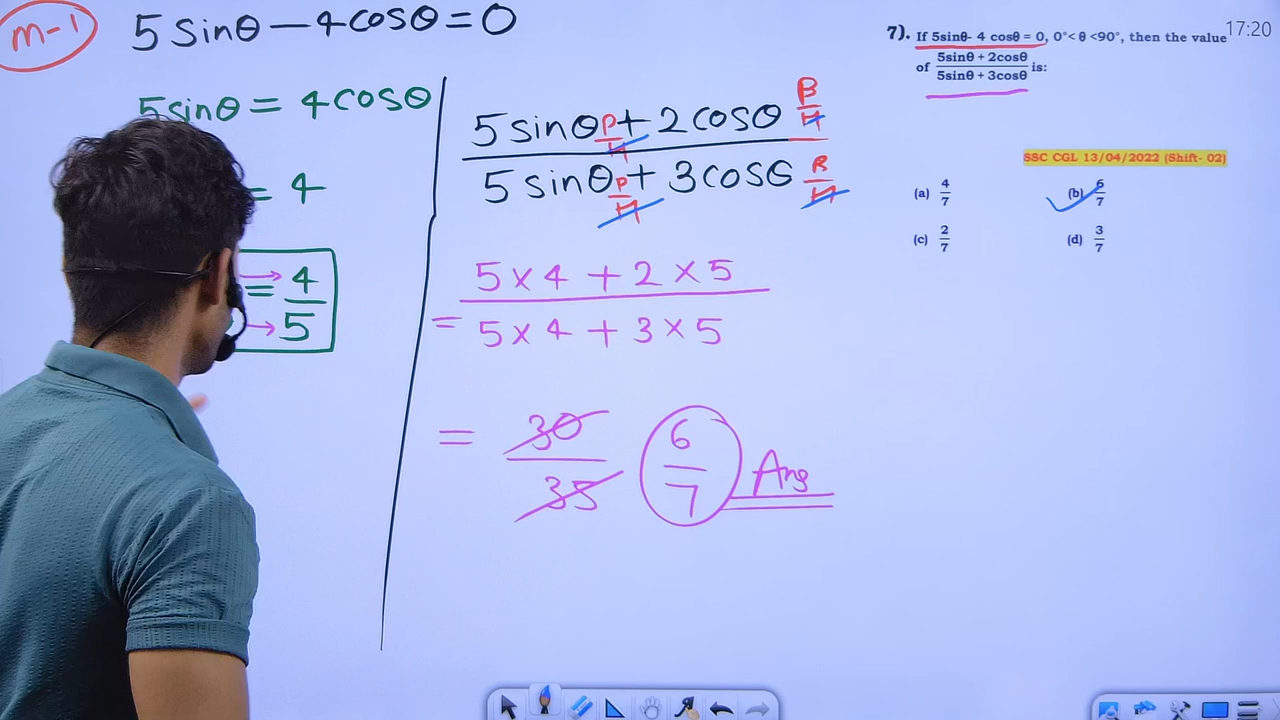 m-1
5 sinθ – 4 cosθ = 0
5 sinθ = 4 cosθ
= 4
= 4/5
5 sinθ P/H + 2 cosθ B/H
5 sinθ P/H + 3 cosθ B/H
5 × 4 + 2 × 5
= 5 × 4 + 3 × 5
= 30/35 6/7 Ans
17:20
7). If 5sinθ- 4 cosθ = 0, 0°< θ <90°, then the value
of 5sinθ + 2cosθ / 5sinθ + 3cosθ is:
SSC CGL 13/04/2022 (Shift- 02)
(a) 4/7 (b) 6/7
(c) 2/7 (d) 3/7